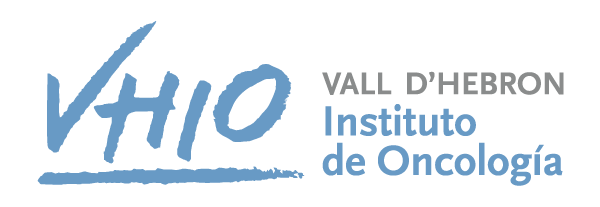 VHIO
VALL D'HEBRON
Instituto
de Oncología